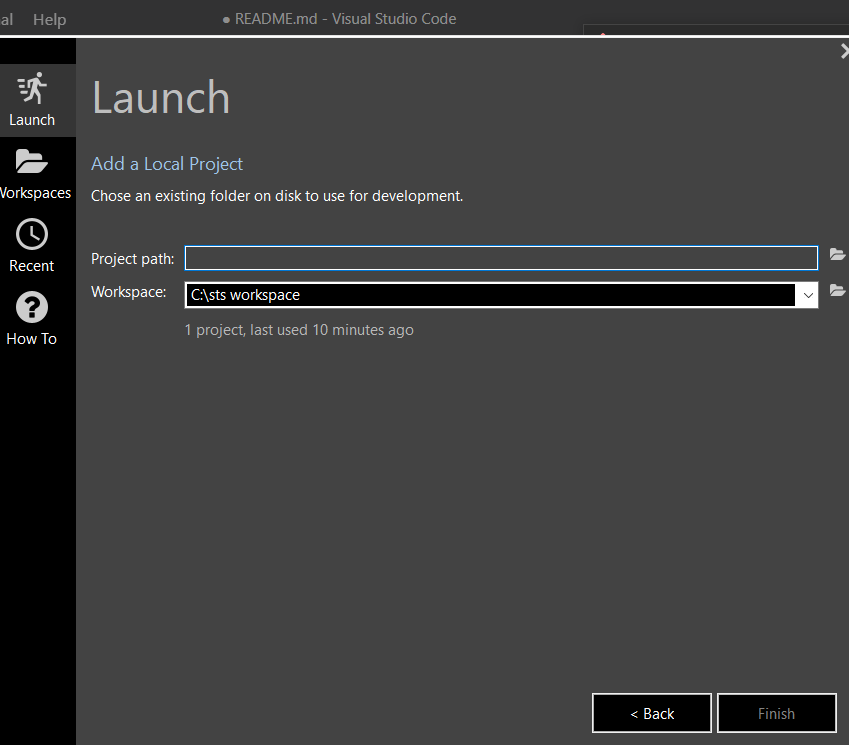 al Help ● README.md - Visual Studio Code
Launch
Launch
Add a Local Project
Chose an existing folder on disk to use for development.
Workspaces
Recent
Project path:
Workspace: C:\sts workspace
1 project, last used 10 minutes ago
How To
< Back Finish